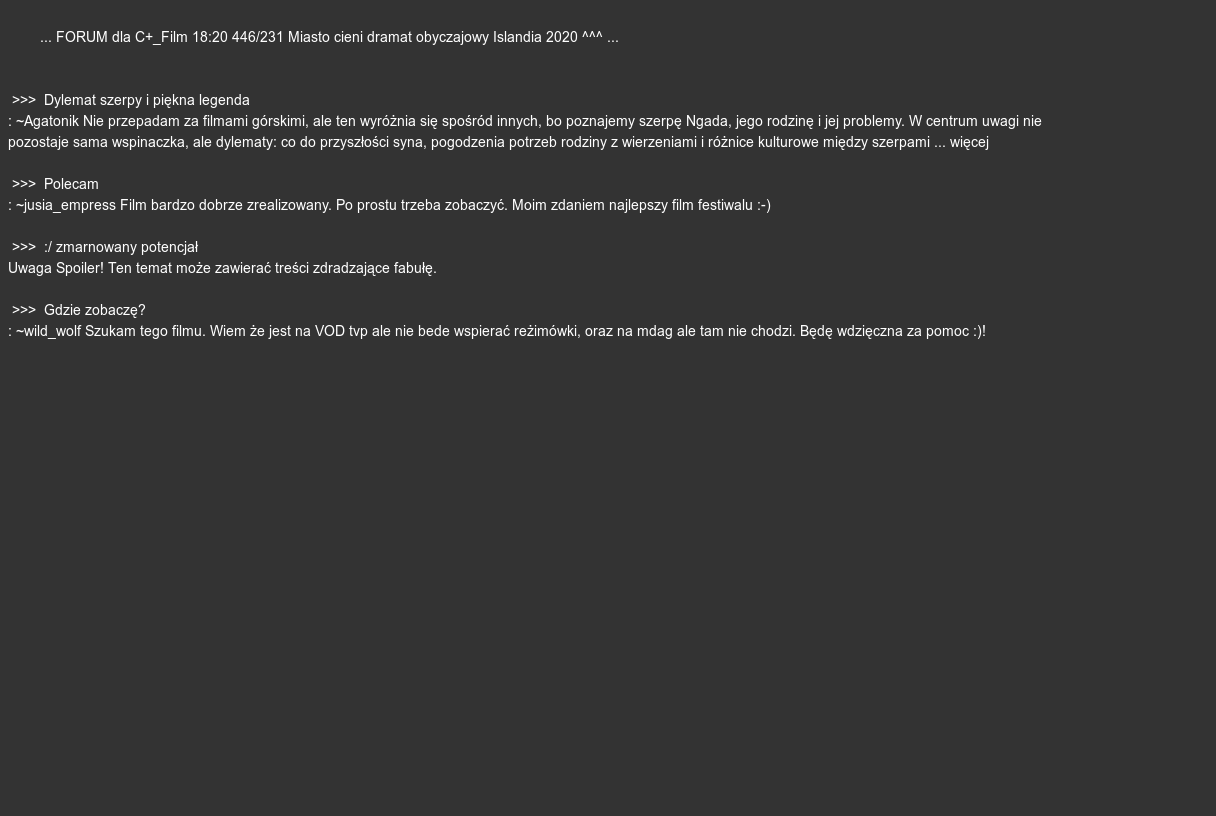 ... FORUM dla C+_Film 18:20 446/231 Miasto cieni dramat obyczajowy Islandia 2020 ^^^ ...
>>> Dylemat szerpy i piękna legenda
: ~Agatonik Nie przepadam za filmami górskimi, ale ten wyróżnia się spośród innych, bo poznajemy szerpę Ngada, jego rodzinę i jej problemy. W centrum uwagi nie
pozostaje sama wspinaczka, ale dylematy: co do przyszłości syna, pogodzenia potrzeb rodziny z wierzeniami i różnice kulturowe między szerpami ... więcej
>>> Polecam
: ~jusia_empress Film bardzo dobrze zrealizowany. Po prostu trzeba zobaczyć. Moim zdaniem najlepszy film festiwalu :-)
>>> :/ zmarnowany potencjał
Uwaga Spoiler! Ten temat może zawierać treści zdradzające fabułę.
>>> Gdzie zobaczę?
: ~wild_wolf Szukam tego filmu. Wiem że jest na VOD tvp ale nie bede wspierać reżimówki, oraz na mdag ale tam nie chodzi. Będę wdzięczna za pomoc :)!